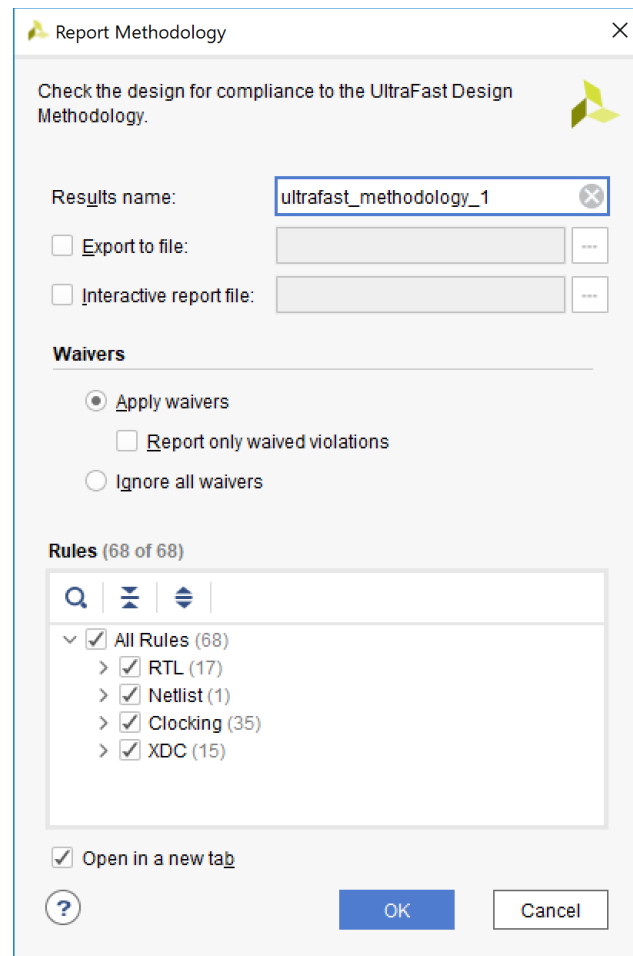 Report Methodology
Check the design for compliance to the UltraFast Design
Methodology.
Results name: ultrafast_methodology_1
Export to file: ...
Interactive report file: ...
Waivers
Apply waivers
Report only waived violations
Ignore all waivers
Rules (68 of 68)
All Rules (68)
RTL (17)
Netlist (1)
Clocking (35)
XDC (15)
Open in a new tab
? OK Cancel